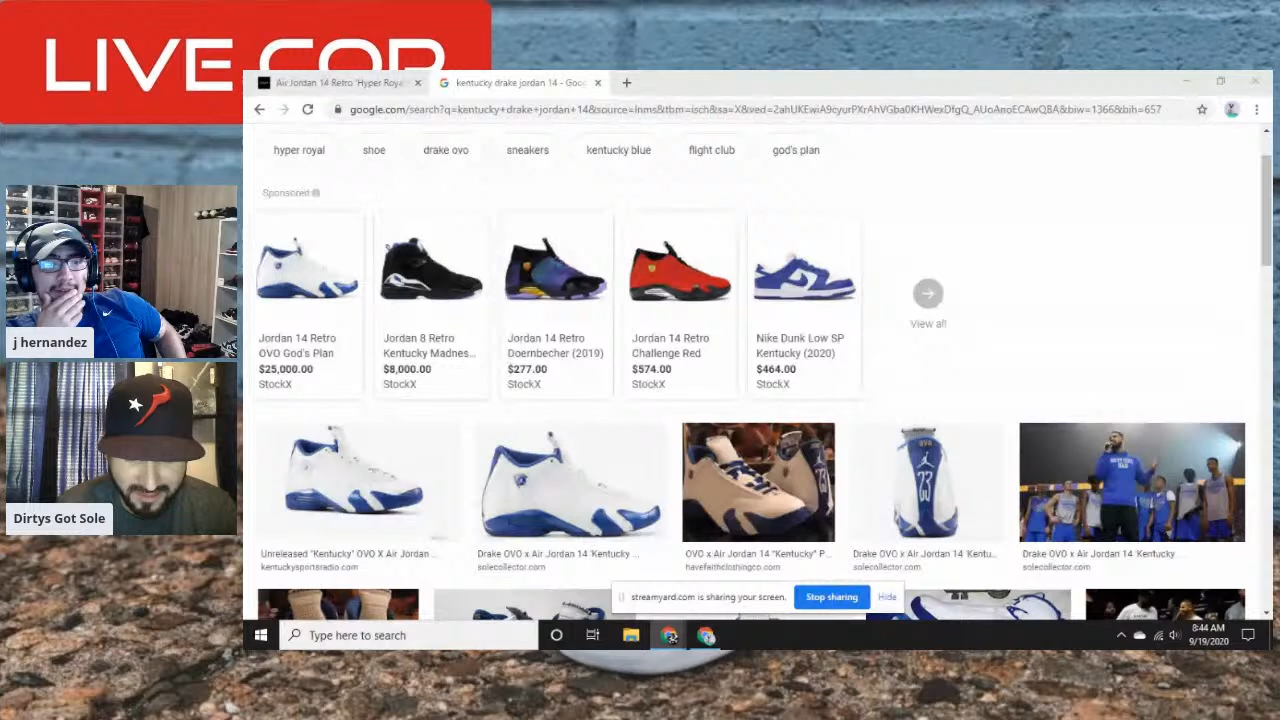 LIVE COP
Air Jordan 14 Retro 'Hyper Roya
kentucky drake jordan 14 - Goo
google.com/search?q=kentucky+drake+jordan+14&source=lnms&tbm=isch&sa=X&ved=2ahUKEwiA9cyurPXrAhVGba0KHWexDfgQ_AUoAnoECAwQBA&biw=1366&bih=657
hyper royal
shoe
drake ovo
sneakers
kentucky blue
flight club
god's plan
Sponsored
Jordan 14 Retro
OVO God's Plan
$25,000.00
StockX
Jordan 8 Retro
Kentucky Madnes...
$8,000.00
StockX
Jordan 14 Retro
Doernbecher (2019)
$277.00
StockX
Jordan 14 Retro
Challenge Red
$574.00
StockX
Nike Dunk Low SP
Kentucky (2020)
$464.00
StockX
View all
j hernandez
Dirtys Got Sole
23
23
Unreleased "Kentucky" OVO X Air Jordan ...
kentuckysportsradio.com
Drake OVO x Air Jordan 14 'Kentucky ...
solecollector.com
OVO x Air Jordan 14 "Kentucky" P...
havefaithclothingco.com
Drake OVO x Air Jordan 14 'Kentu...
solecollector.com
Drake OVO x Air Jordan 14 'Kentucky ...
solecollector.com
streamyard.com is sharing your screen.
Stop sharing
Hide
Type here to search
8:44 AM
9/19/2020